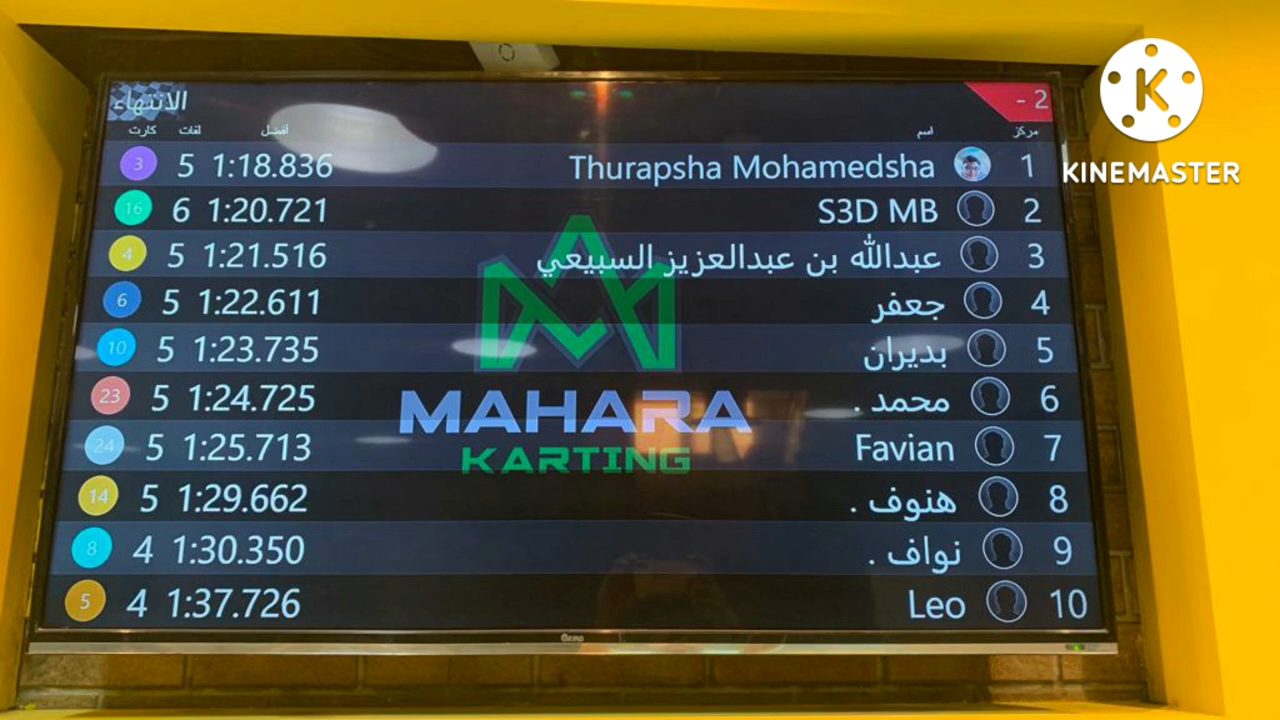 الانتهاء
2 -
مركز اسم أفضل لفات كارت
1 Thurapsha Mohamedsha 1:18.836 5 3
2 S3D MB 1:20.721 6 16
3 عبدالله بن عبدالعزيز السبيعي 1:21.516 5 4
4 جعفر 1:22.611 5 6
5 بديران 1:23.735 5 10
6 محمد . 1:24.725 5 23
7 Favian 1:25.713 5 24
8 هنوف . 1:29.662 5 14
9 نواف . 1:30.350 4 8
10 Leo 1:37.726 4 5
MAHARA
KARTING
K
KINEMASTER